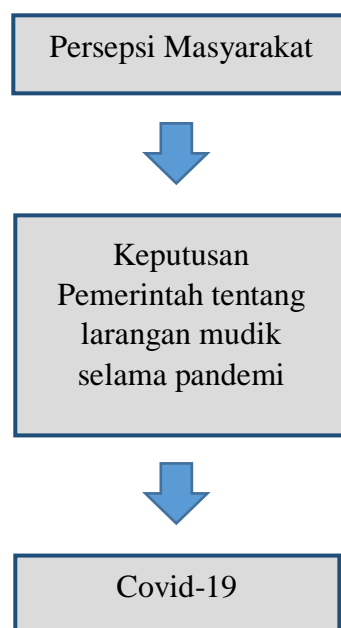 Persepsi Masyarakat
Keputusan
Pemerintah tentang
larangan mudik
selama pandemi
Covid-19